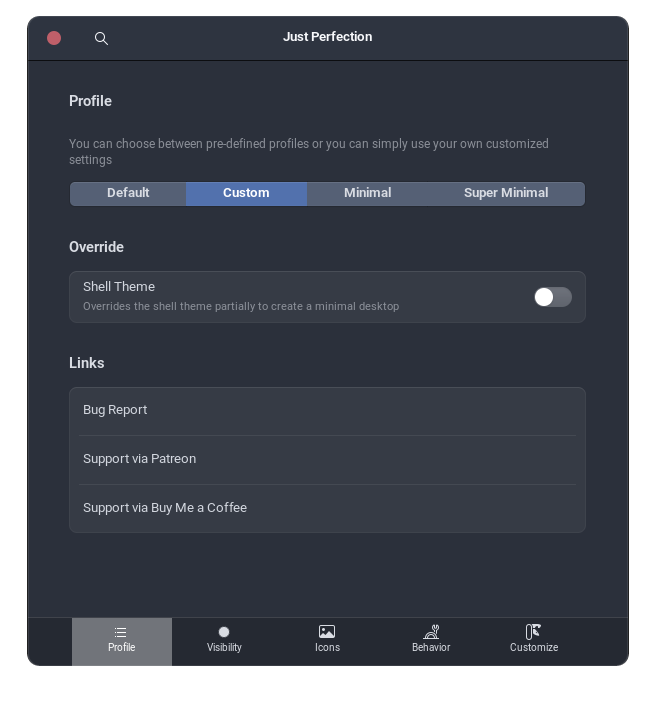 Just Perfection
Profile
You can choose between pre-defined profiles or you can simply use your own customized
settings
Default Custom Minimal Super Minimal
Override
Shell Theme
Overrides the shell theme partially to create a minimal desktop
Links
Bug Report
Support via Patreon
Support via Buy Me a Coffee
Profile Visibility Icons Behavior Customize